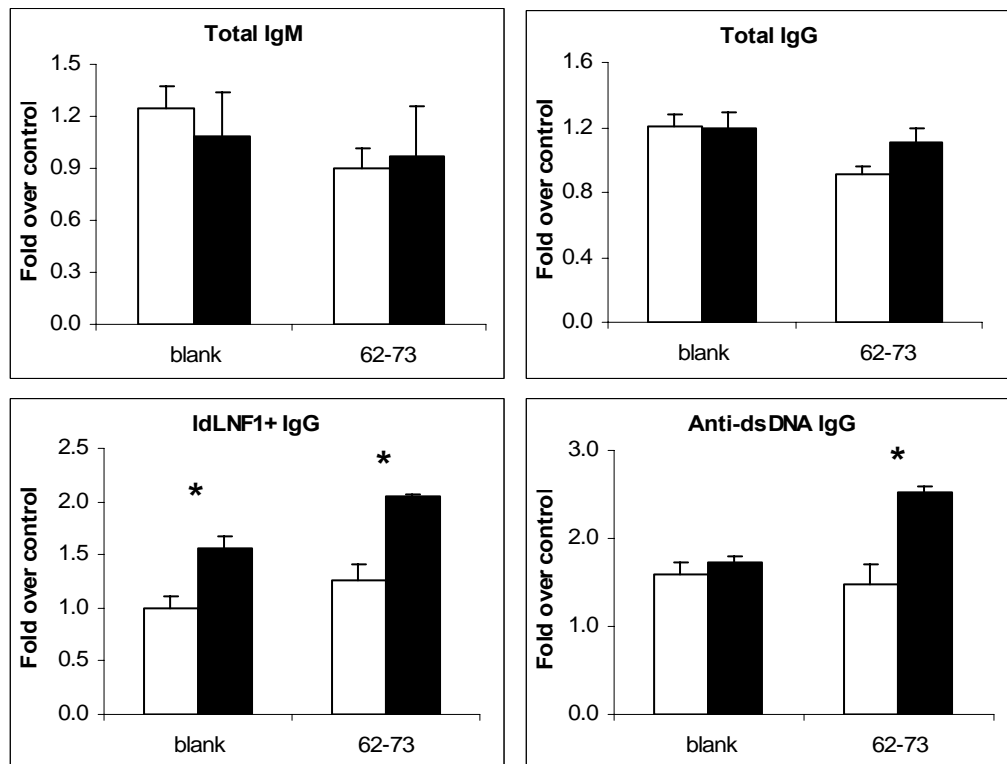 Total IgM
Fold over control
1.5
1.2
0.9
0.6
0.3
0.0
blank
62-73
Total IgG
Fold over control
1.6
1.2
0.8
0.4
0.0
blank
62-73
IdLNF1+ IgG
Fold over control
2.5
2.0
1.5
1.0
0.5
0.0
*
*
blank
62-73
Anti-dsDNA IgG
Fold over control
3.0
2.0
1.0
0.0
*
blank
62-73